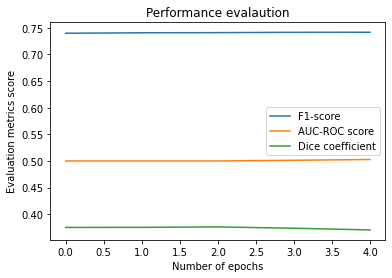 Performance evalaution
Evaluation metrics score
0.75
0.70
0.65
0.60
0.55
0.50
0.45
0.40
F1-score
AUC-ROC score
Dice coefficient
0.0 0.5 1.0 1.5 2.0 2.5 3.0 3.5 4.0
Number of epochs